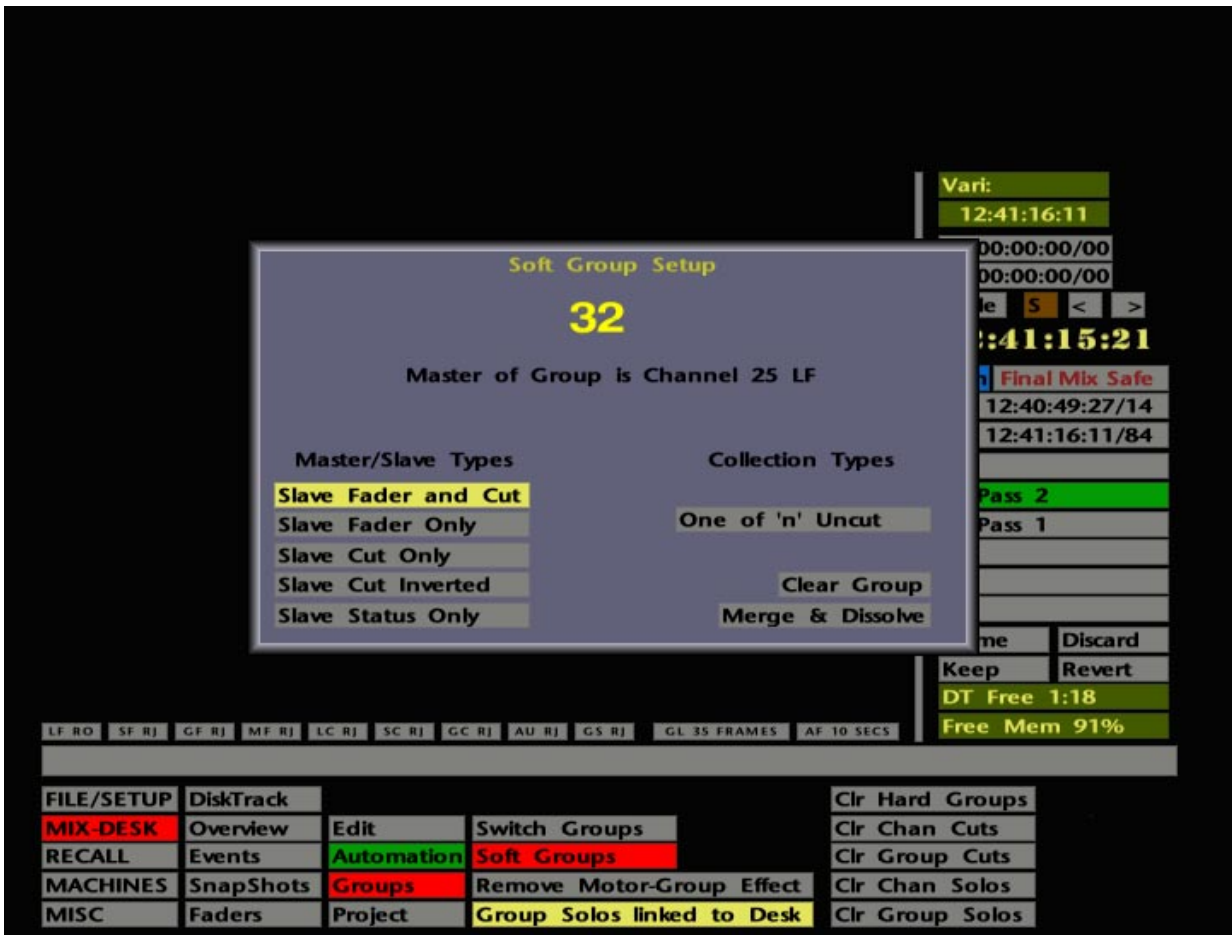 Vari:
12:41:16:11
00:00:00/00
00:00:00/00
S < >
:41:15:21
Final Mix Safe
12:40:49:27/14
12:41:16:11/84
Pass 2
Pass 1
Discard
Keep Revert
DT Free 1:18
Free Mem 91%
Soft Group Setup
32
Master of Group is Channel 25 LF
Master/Slave Types
Slave Fader and Cut
Slave Fader Only
Slave Cut Only
Slave Cut Inverted
Slave Status Only
Collection Types
One of 'n' Uncut
Clear Group
Merge & Dissolve
LF RO SF RJ GF RJ MF RJ LC RJ SC RJ GC RJ AU RJ GS RJ GL 35 FRAMES AF 10 SECS
FILE/SETUP DiskTrack Clr Hard Groups
MIX-DESK Overview Edit Switch Groups Clr Chan Cuts
RECALL Events Automation Soft Groups Clr Group Cuts
MACHINES SnapShots Groups Remove Motor-Group Effect Clr Chan Solos
MISC Faders Project Group Solos linked to Desk Clr Group Solos